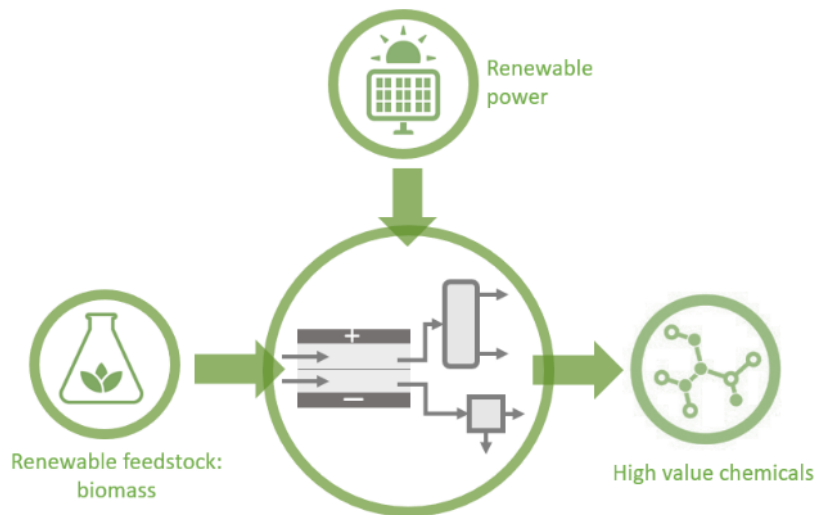 Renewable
power
+
−
Renewable feedstock:
biomass
High value chemicals